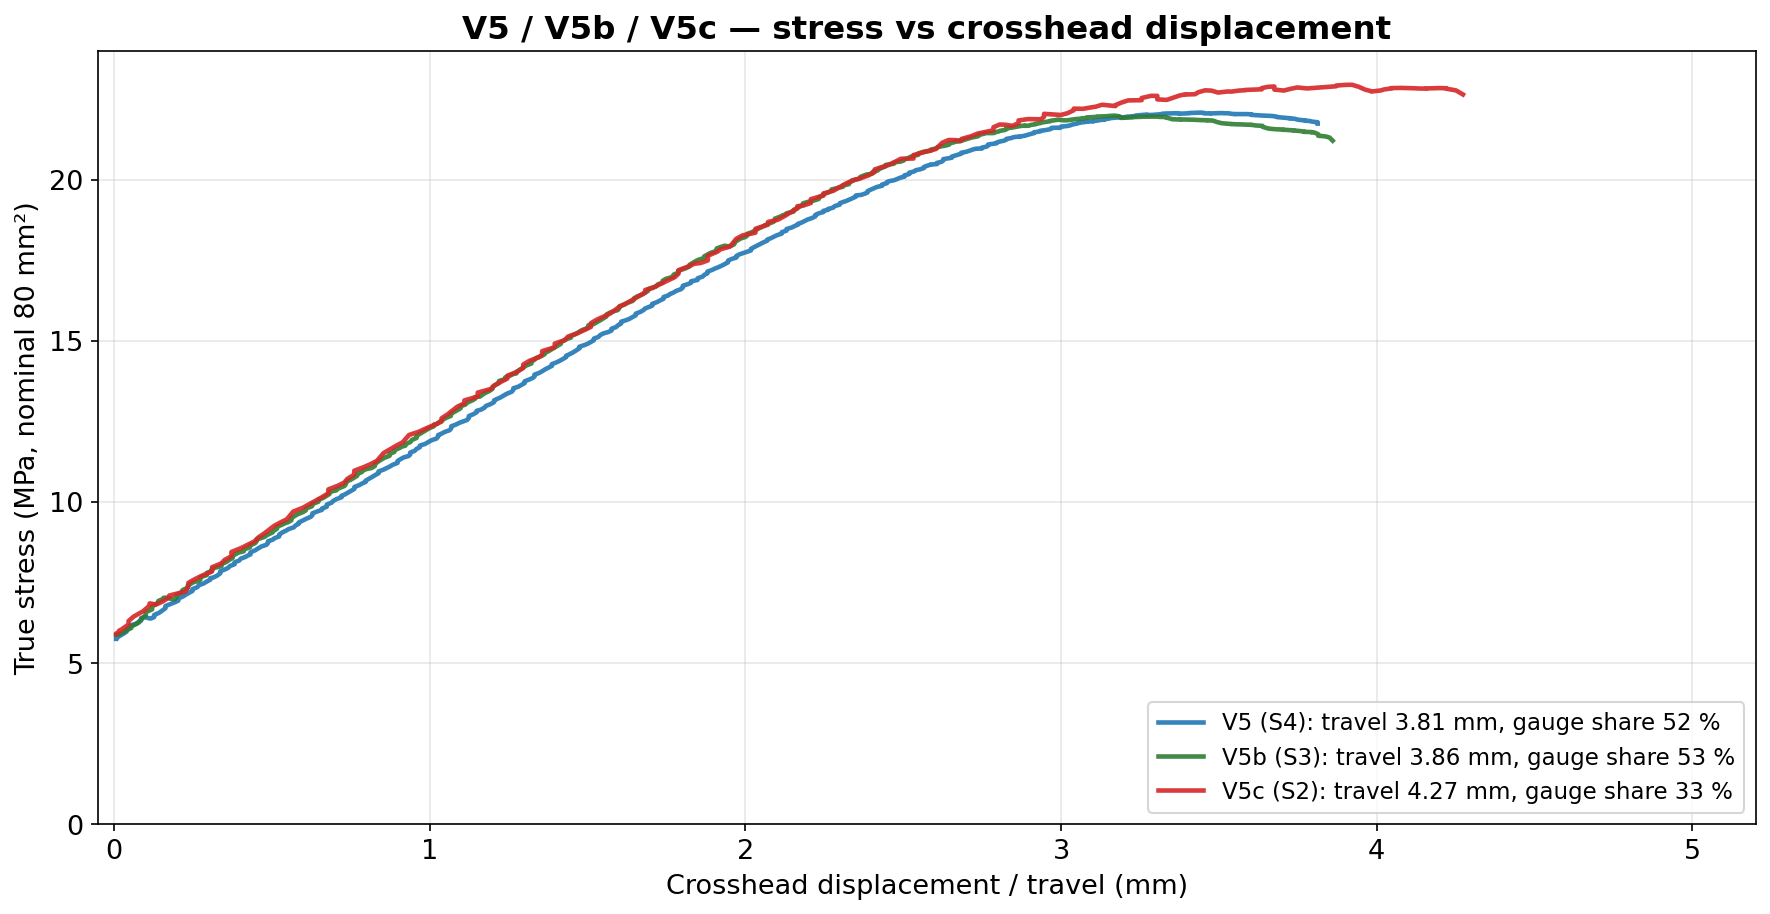 V5 / V5b / V5c — stress vs crosshead displacement
True stress (MPa, nominal 80 mm²)
20
15
10
5
0
0 1 2 3 4 5
Crosshead displacement / travel (mm)
V5 (S4): travel 3.81 mm, gauge share 52 %
V5b (S3): travel 3.86 mm, gauge share 53 %
V5c (S2): travel 4.27 mm, gauge share 33 %